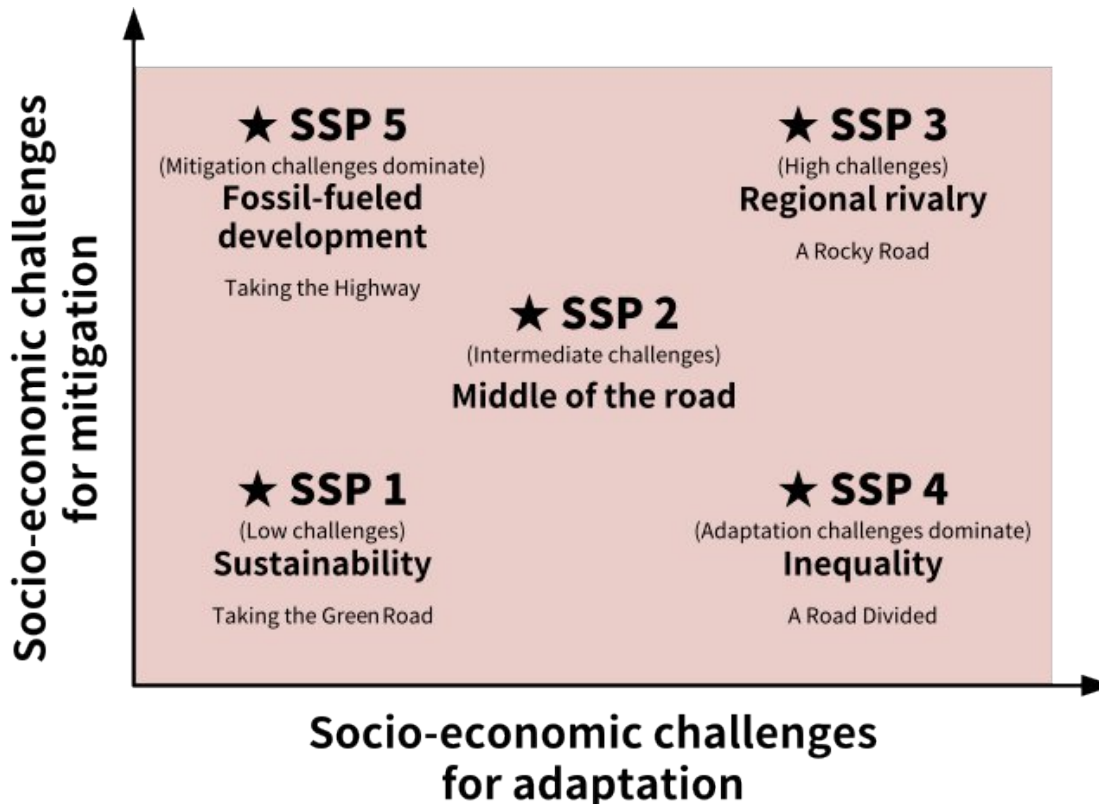 Socio-economic challenges
for mitigation
★ SSP 5
(Mitigation challenges dominate)
Fossil-fueled
development
Taking the Highway
★ SSP 3
(High challenges)
Regional rivalry
A Rocky Road
★ SSP 2
(Intermediate challenges)
Middle of the road
★ SSP 1
(Low challenges)
Sustainability
Taking the Green Road
★ SSP 4
(Adaptation challenges dominate)
Inequality
A Road Divided
Socio-economic challenges
for adaptation